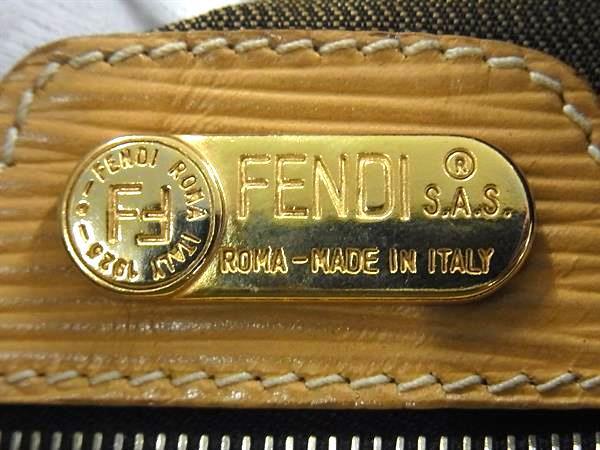 FENDI ®
S.A.S.
ROMA - MADE IN ITALY
FENDI ROMA ITALY 1925
FF